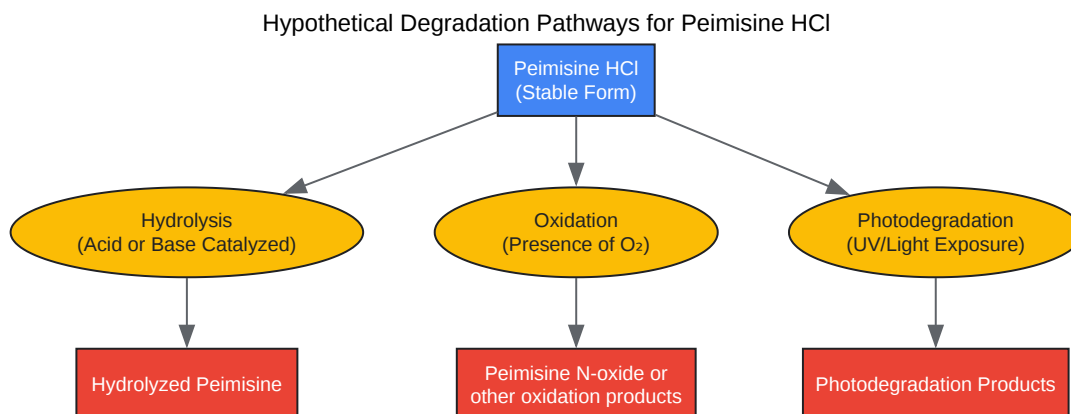 Hypothetical Degradation Pathways for Peimisine HCl
Peimisine HCl
(Stable Form)
Hydrolysis
(Acid or Base Catalyzed)
Oxidation
(Presence of O₂)
Photodegradation
(UV/Light Exposure)
Hydrolyzed Peimisine
Peimisine N-oxide or
other oxidation products
Photodegradation Products